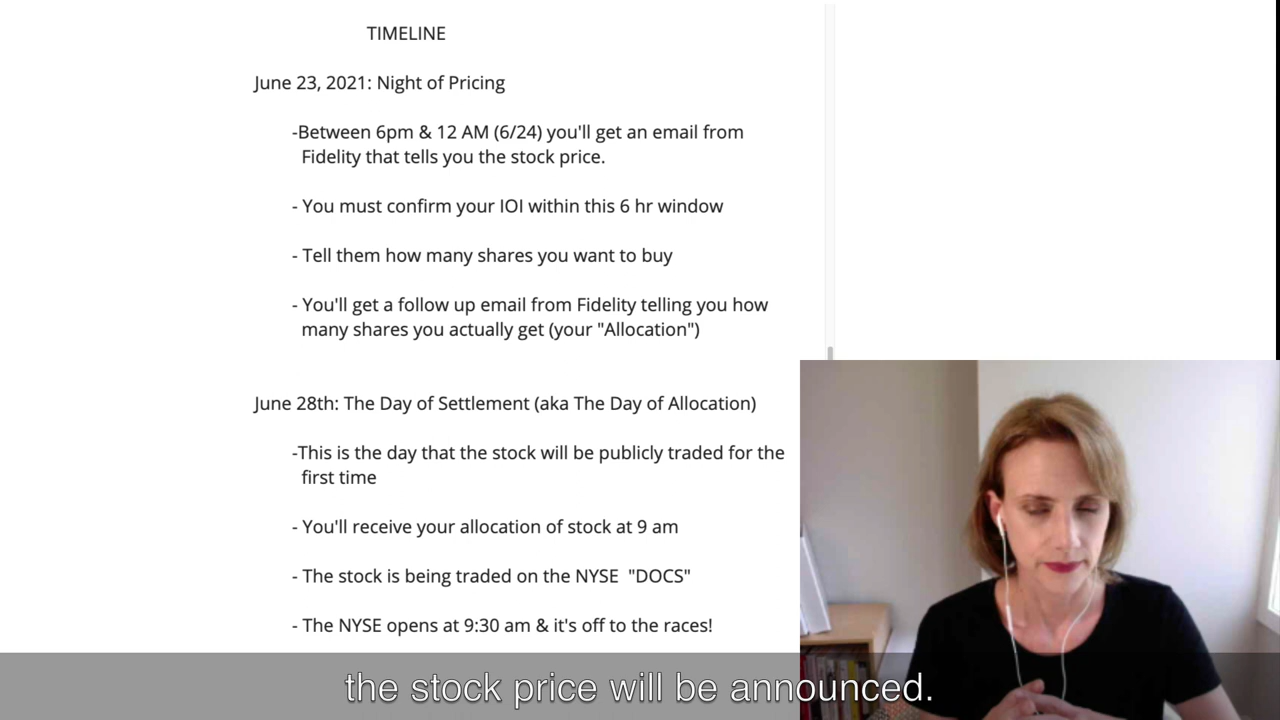 TIMELINE
June 23, 2021: Night of Pricing
-Between 6pm & 12 AM (6/24) you'll get an email from
Fidelity that tells you the stock price.
- You must confirm your IOI within this 6 hr window
- Tell them how many shares you want to buy
- You'll get a follow up email from Fidelity telling you how
many shares you actually get (your "Allocation")
June 28th: The Day of Settlement (aka The Day of Allocation)
-This is the day that the stock will be publicly traded for the
first time
- You'll receive your allocation of stock at 9 am
- The stock is being traded on the NYSE  "DOCS"
- The NYSE opens at 9:30 am & it's off to the races!
the stock price will be announced.